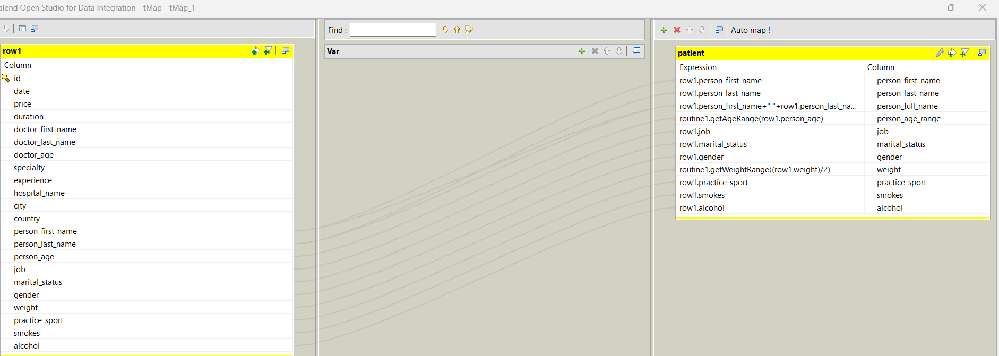 alend Open Studio for Data Integration - tMap - tMap_1
Find :
Auto map !
row1
Column
id
date
price
duration
doctor_first_name
doctor_last_name
doctor_age
specialty
experience
hospital_name
city
country
person_first_name
person_last_name
person_age
job
marital_status
gender
weight
practice_sport
smokes
alcohol
Var
patient
Expression Column
row1.person_first_name person_first_name
row1.person_last_name person_last_name
row1.person_first_name+" "+row1.person_last_na... person_full_name
routine1.getAgeRange(row1.person_age) person_age_range
row1.job job
row1.marital_status marital_status
row1.gender gender
routine1.getWeightRange((row1.weight)/2) weight
row1.practice_sport practice_sport
row1.smokes smokes
row1.alcohol alcohol